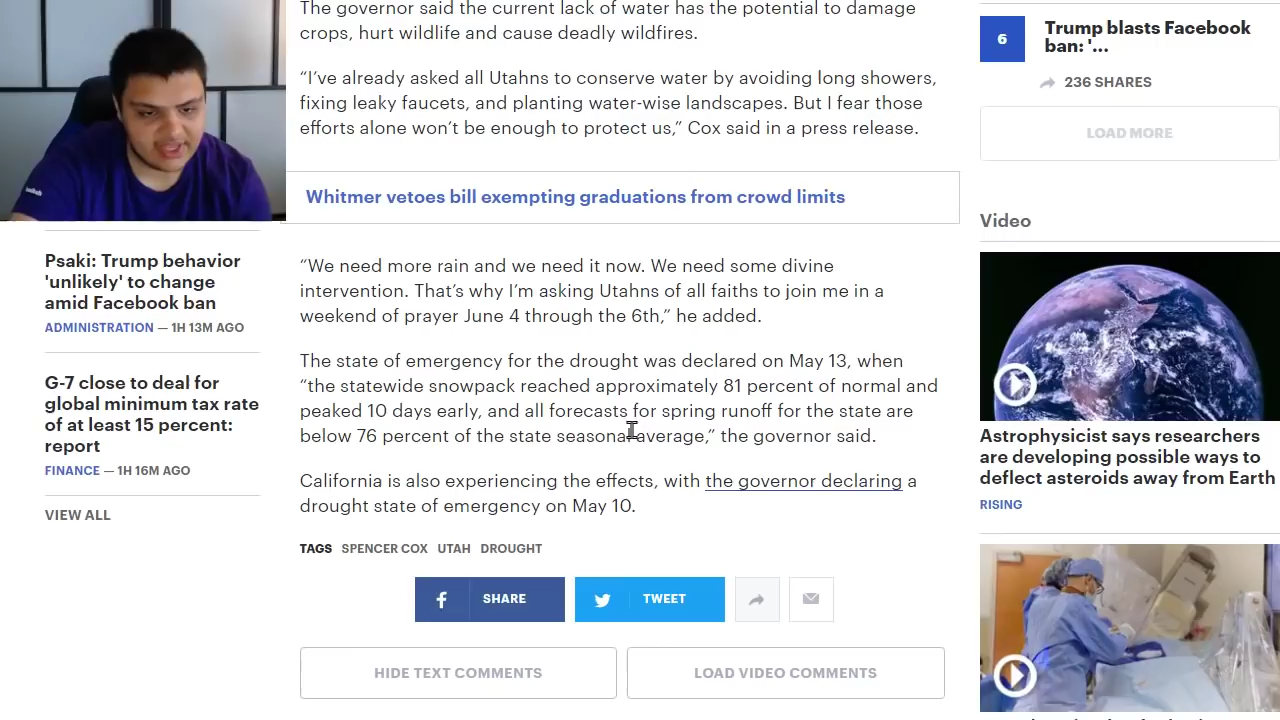 The governor said the current lack of water has the potential to damage
crops, hurt wildlife and cause deadly wildfires.
“I’ve already asked all Utahns to conserve water by avoiding long showers,
fixing leaky faucets, and planting water-wise landscapes. But I fear those
efforts alone won’t be enough to protect us,” Cox said in a press release.
Whitmer vetoes bill exempting graduations from crowd limits
“We need more rain and we need it now. We need some divine
intervention. That’s why I’m asking Utahns of all faiths to join me in a
weekend of prayer June 4 through the 6th,” he added.
The state of emergency for the drought was declared on May 13, when
“the statewide snowpack reached approximately 81 percent of normal and
peaked 10 days early, and all forecasts for spring runoff for the state are
below 76 percent of the state seasonal average,” the governor said.
California is also experiencing the effects, with the governor declaring a
drought state of emergency on May 10.
TAGS SPENCER COX UTAH DROUGHT
SHARE
TWEET
HIDE TEXT COMMENTS
LOAD VIDEO COMMENTS
twitch
Psaki: Trump behavior
'unlikely' to change
amid Facebook ban
ADMINISTRATION — 1H 13M AGO
G-7 close to deal for
global minimum tax rate
of at least 15 percent:
report
FINANCE — 1H 16M AGO
VIEW ALL
6
Trump blasts Facebook
ban: '...
236 SHARES
LOAD MORE
Video
Astrophysicist says researchers
are developing possible ways to
deflect asteroids away from Earth
RISING